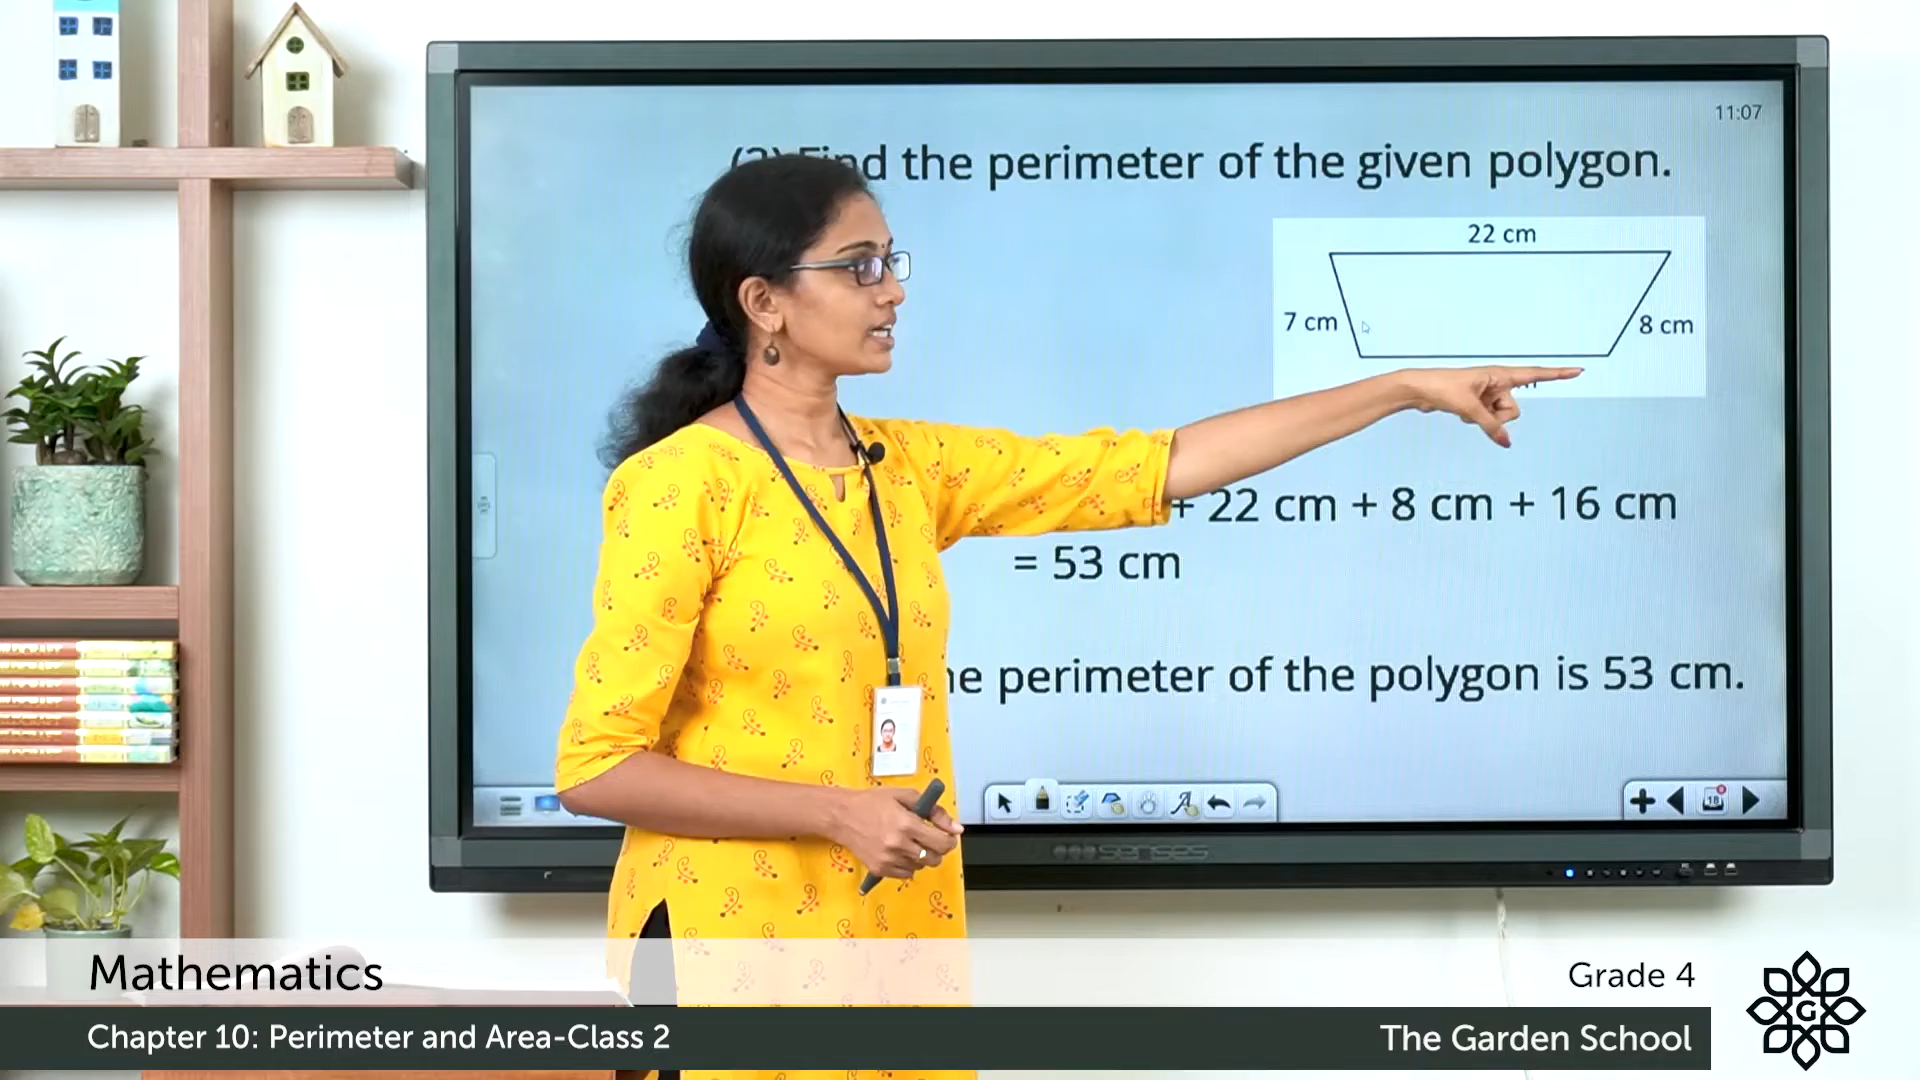 11:07
Find the perimeter of the given polygon.
22 cm
7 cm
8 cm
+ 22 cm + 8 cm + 16 cm
= 53 cm
perimeter of the polygon is 53 cm.
18
senses
Mathematics
Grade 4
Chapter 10: Perimeter and Area-Class 2
The Garden School
G